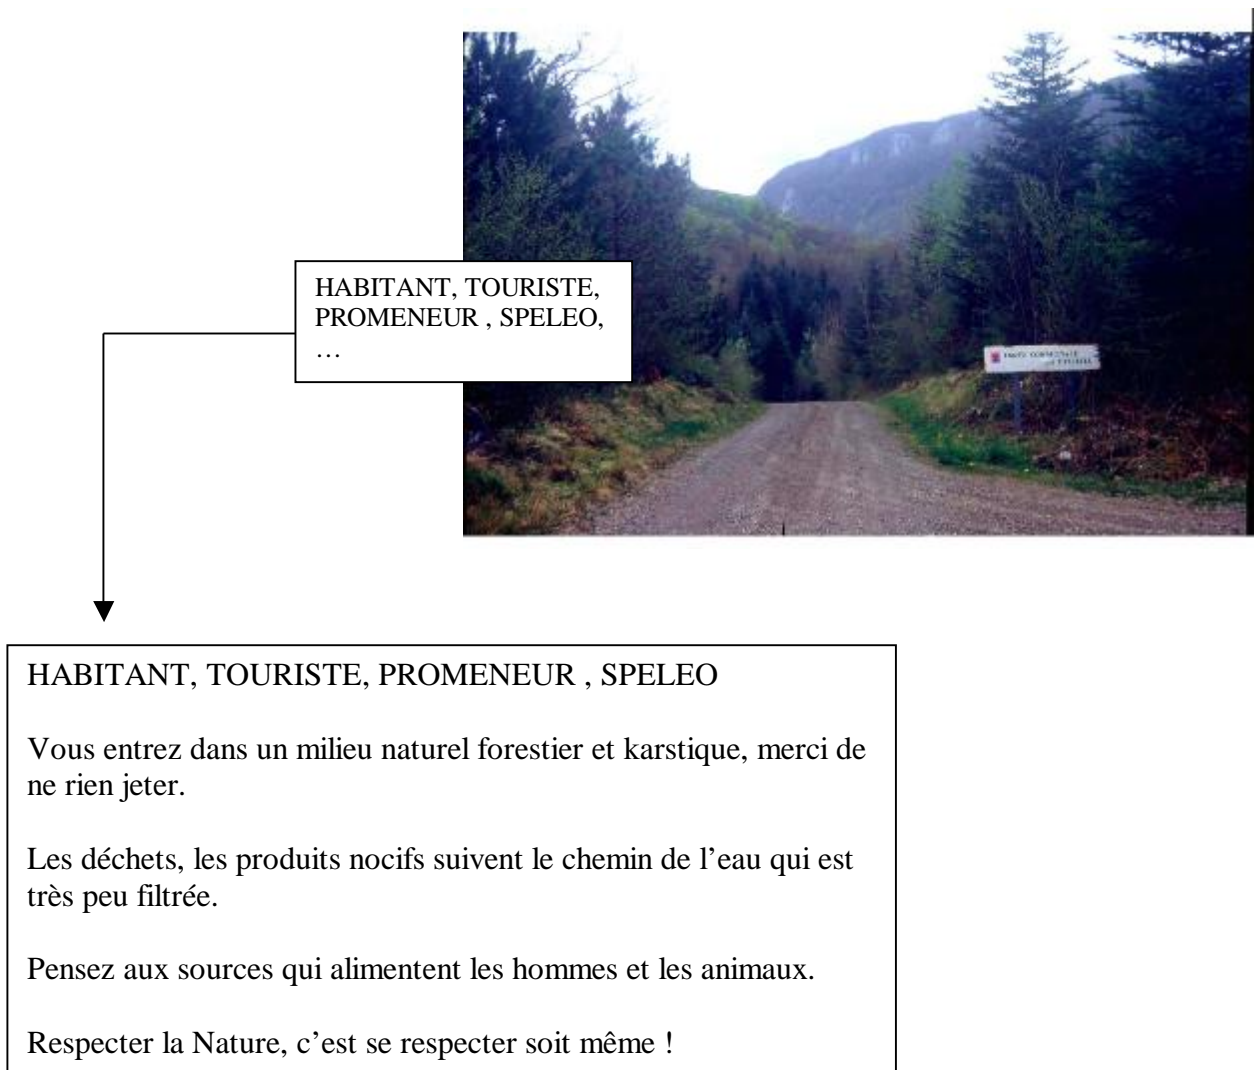 HABITANT, TOURISTE,
PROMENEUR , SPELEO,
…
HABITANT, TOURISTE, PROMENEUR , SPELEO
Vous entrez dans un milieu naturel forestier et karstique, merci de
ne rien jeter.
Les déchets, les produits nocifs suivent le chemin de l’eau qui est
très peu filtrée.
Pensez aux sources qui alimentent les hommes et les animaux.
Respecter la Nature, c’est se respecter soit même !